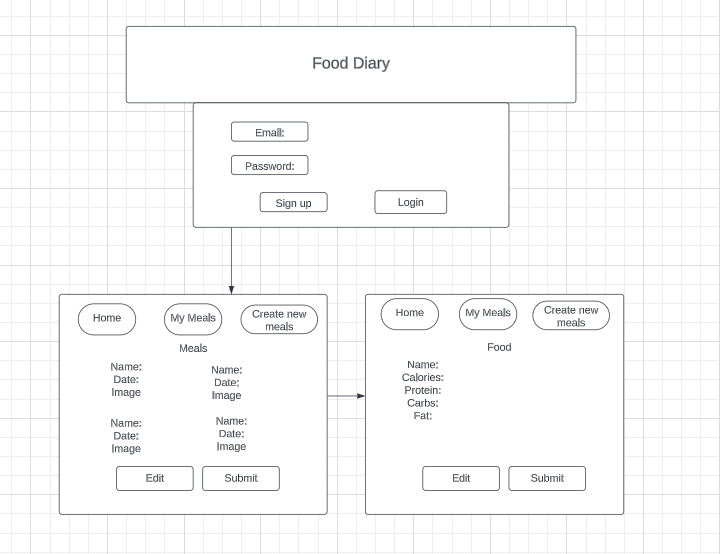 Food Diary
Email:
Password:
Sign up
Login
Home
My Meals
Create new
meals
Meals
Name:
Date:
Image
Name:
Date:
Image
Name:
Date:
Image
Name:
Date:
Image
Edit
Submit
Home
My Meals
Create new
meals
Food
Name:
Calories:
Protein:
Carbs:
Fat:
Edit
Submit